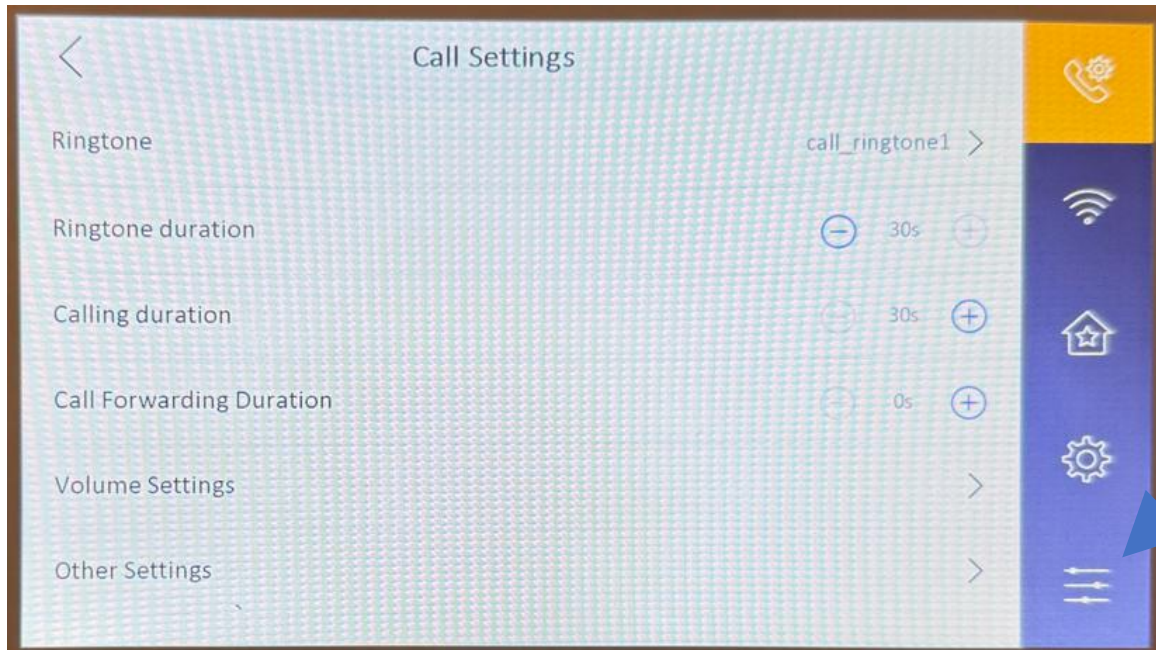 Call Settings
Ringtone call_ringtone1
Ringtone duration 30s
Calling duration 30s
Call Forwarding Duration 0s
Volume Settings
Other Settings